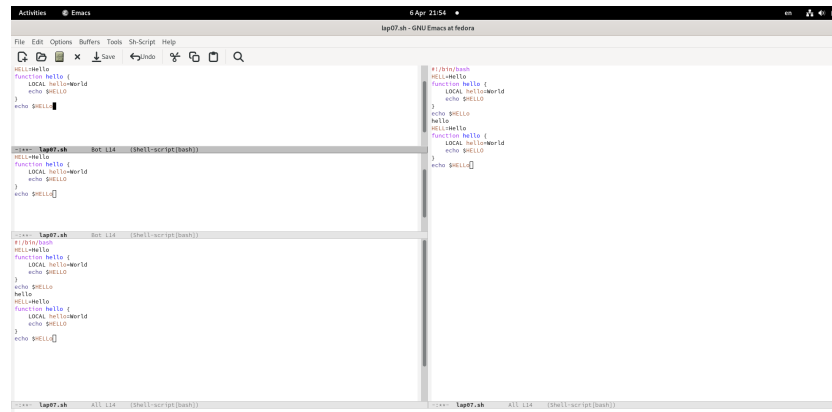 Activities Emacs 6 Apr 21:54 en
lap07.sh - GNU Emacs at fedora
File Edit Options Buffers Tools Sh-Script Help
Save Undo
HELL=Hello
function hello {
LOCAL hello=World
echo $HELLO
}
echo $HELLo
-:**- lap07.sh Bot L14 (Shell-script[bash])
HELL=Hello
function hello {
LOCAL hello=World
echo $HELLO
}
echo $HELLo
-:**- lap07.sh Bot L14 (Shell-script[bash])
#!/bin/bash
HELL=Hello
function hello {
LOCAL hello=World
echo $HELLO
}
echo $HELLo
hello
HELL=Hello
function hello {
LOCAL hello=World
echo $HELLO
}
echo $HELLo
-:**- lap07.sh All L14 (Shell-script[bash])
#!/bin/bash
HELL=Hello
function hello {
LOCAL hello=World
echo $HELLO
}
echo $HELLo
hello
HELL=Hello
function hello {
LOCAL hello=World
echo $HELLO
}
echo $HELLo
-:**- lap07.sh All L14 (Shell-script[bash])